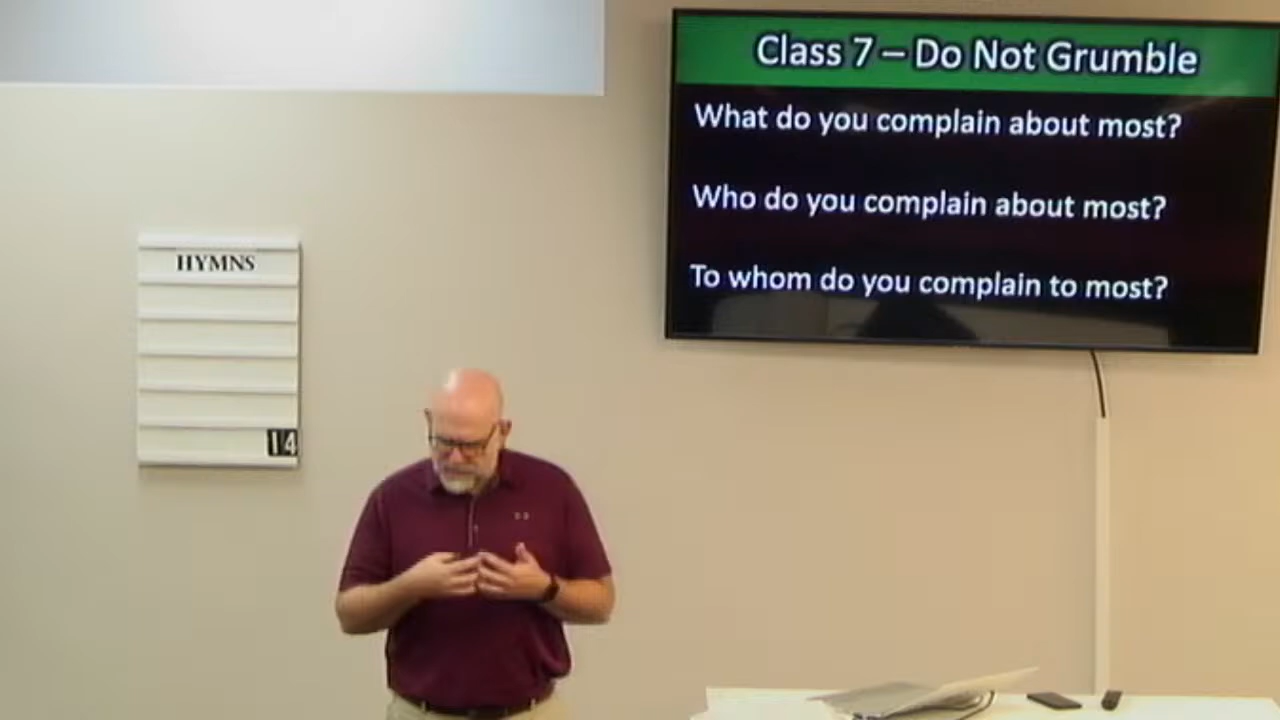 Class 7 – Do Not Grumble
What do you complain about most?
Who do you complain about most?
To whom do you complain to most?
HYMNS
14